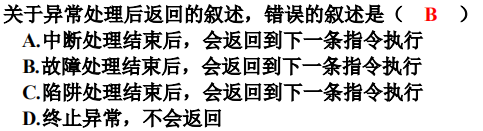 关于异常处理后返回的叙述，错误的叙述是（ B ）
A.中断处理结束后，会返回到下一条指令执行
B.故障处理结束后，会返回到下一条指令执行
C.陷阱处理结束后，会返回到下一条指令执行
D.终止异常，不会返回